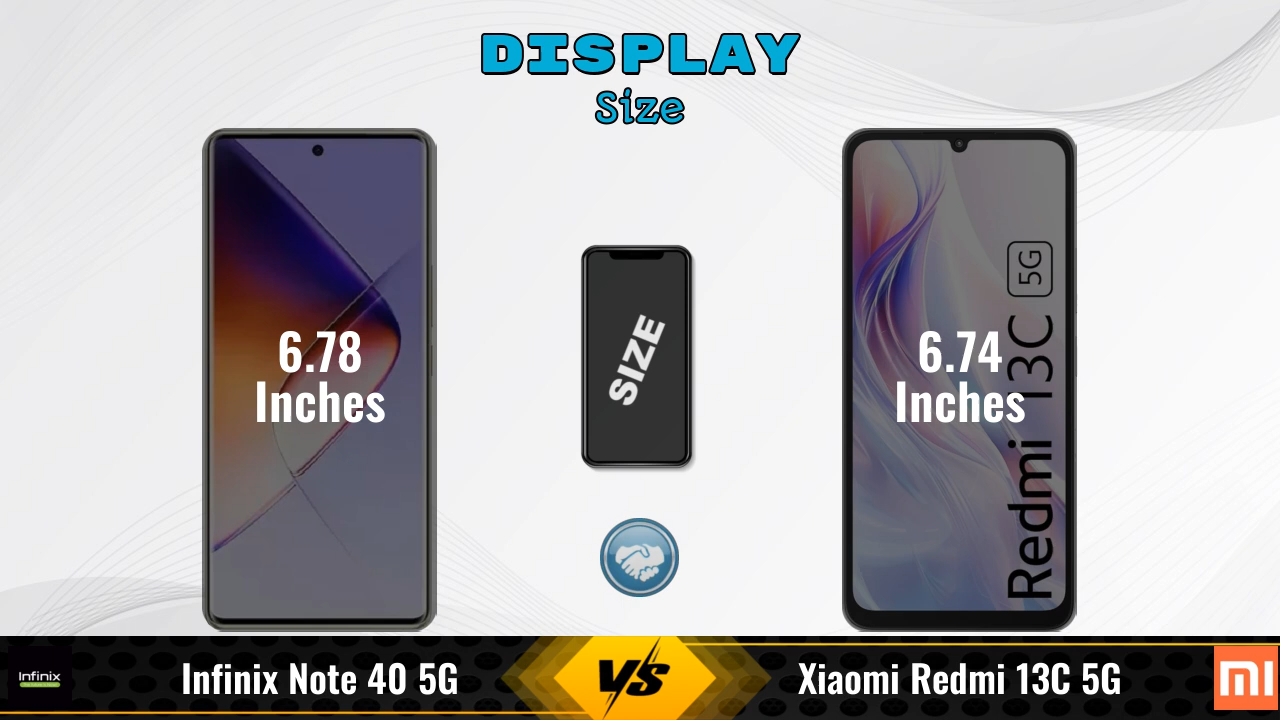 DISPLAY
Size
6.78
Inches
SIZE
6.74
Inches
Redmi 13C 5G
Infinix
Infinix Note 40 5G
VS
Xiaomi Redmi 13C 5G
MI